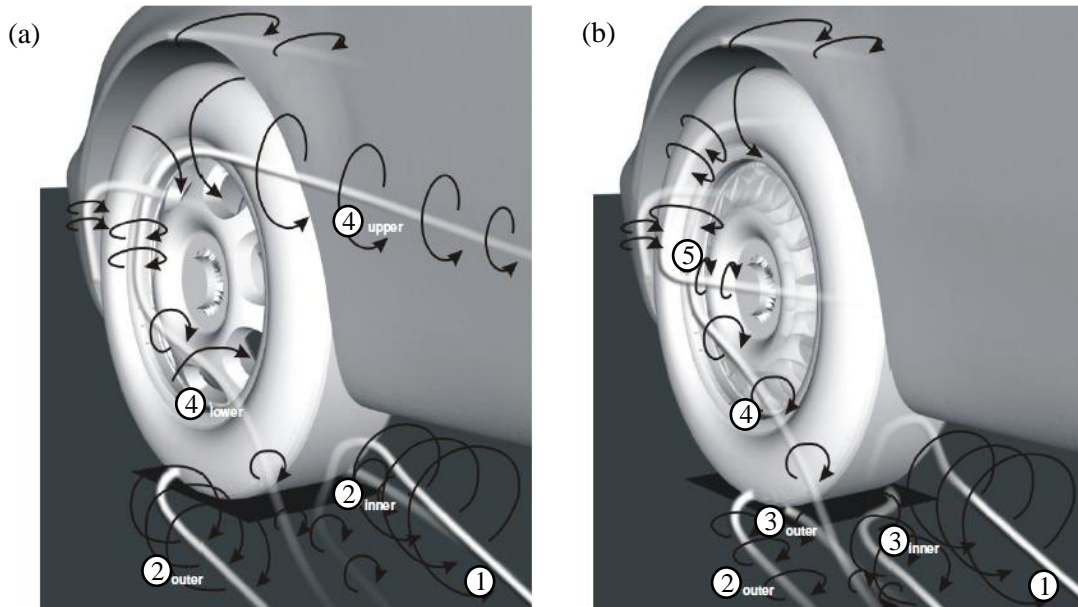 (a)
4 upper
4 lower
2 inner
2 outer
1
(b)
5
4
3 outer
3 inner
2 outer
1